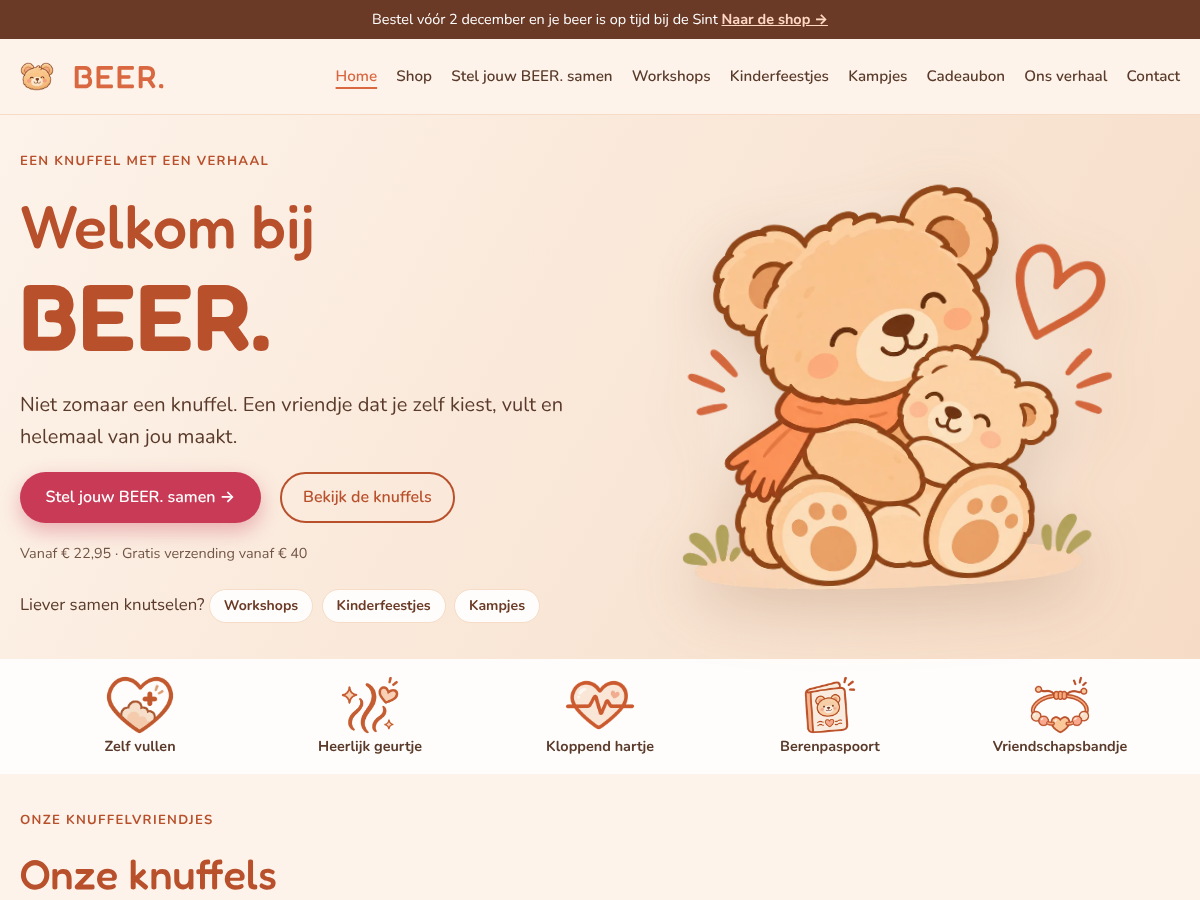 Bestel vóór 2 december en je beer is op tijd bij de Sint Naar de shop →
BEER.
Home Shop Stel jouw BEER. samen Workshops Kinderfeestjes Kampjes Cadeaubon Ons verhaal Contact
EEN KNUFFEL MET EEN VERHAAL
Welkom bij
BEER.
Niet zomaar een knuffel. Een vriendje dat je zelf kiest, vult en
helemaal van jou maakt.
Stel jouw BEER. samen →
Bekijk de knuffels
Vanaf € 22,95 · Gratis verzending vanaf € 40
Liever samen knutselen? Workshops Kinderfeestjes Kampjes
Zelf vullen
Heerlijk geurtje
Kloppend hartje
Berenpaspoort
Vriendschapsbandje
ONZE KNUFFELVRIENDJES
Onze knuffels